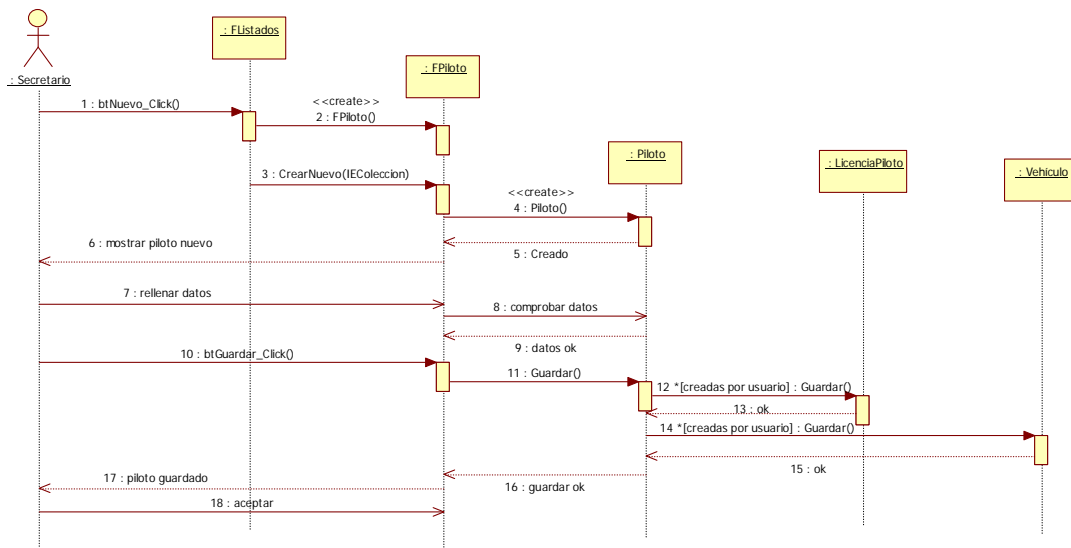 : Secretario
: FListados
: FPiloto
: Piloto
: LicenciaPiloto
: Vehículo
1 : btNuevo_Click()
<<create>>
2 : FPiloto()
3 : CrearNuevo(IEColeccion)
<<create>>
4 : Piloto()
5 : Creado
6 : mostrar piloto nuevo
7 : rellenar datos
8 : comprobar datos
9 : datos ok
10 : btGuardar_Click()
11 : Guardar()
12 *[creadas por usuario] : Guardar()
13 : ok
14 *[creadas por usuario] : Guardar()
15 : ok
16 : guardar ok
17 : piloto guardado
18 : aceptar